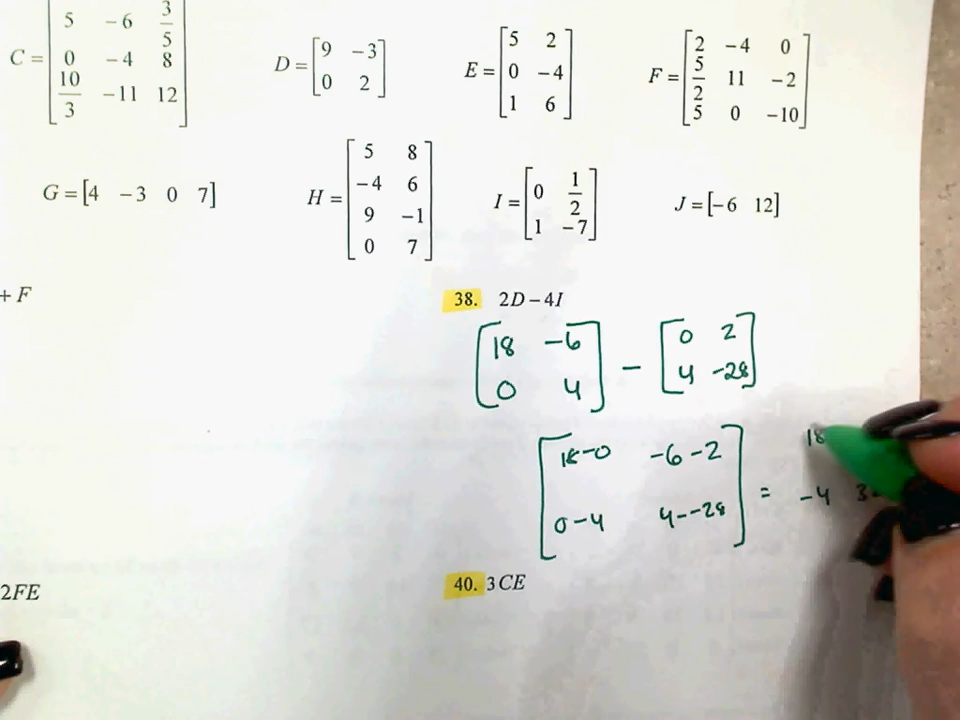 C = [5 -6 3/5
0 -4 8
10/3 -11 12]
D = [9 -3
0 2]
E = [5 2
0 -4
1 6]
F = [2 -4 0
5/2 11 -2
5 0 -10]
G = [4 -3 0 7]
H = [5 8
-4 6
9 -1
0 7]
I = [0 1/2
1 -7]
J = [-6 12]
+ F
38. 2D – 4I
[18 -6
0 4]
–
[0 2
4 -28]
[18-0 -6-2
0-4 4--28]
= 18
-4 3
2FE
40. 3CE